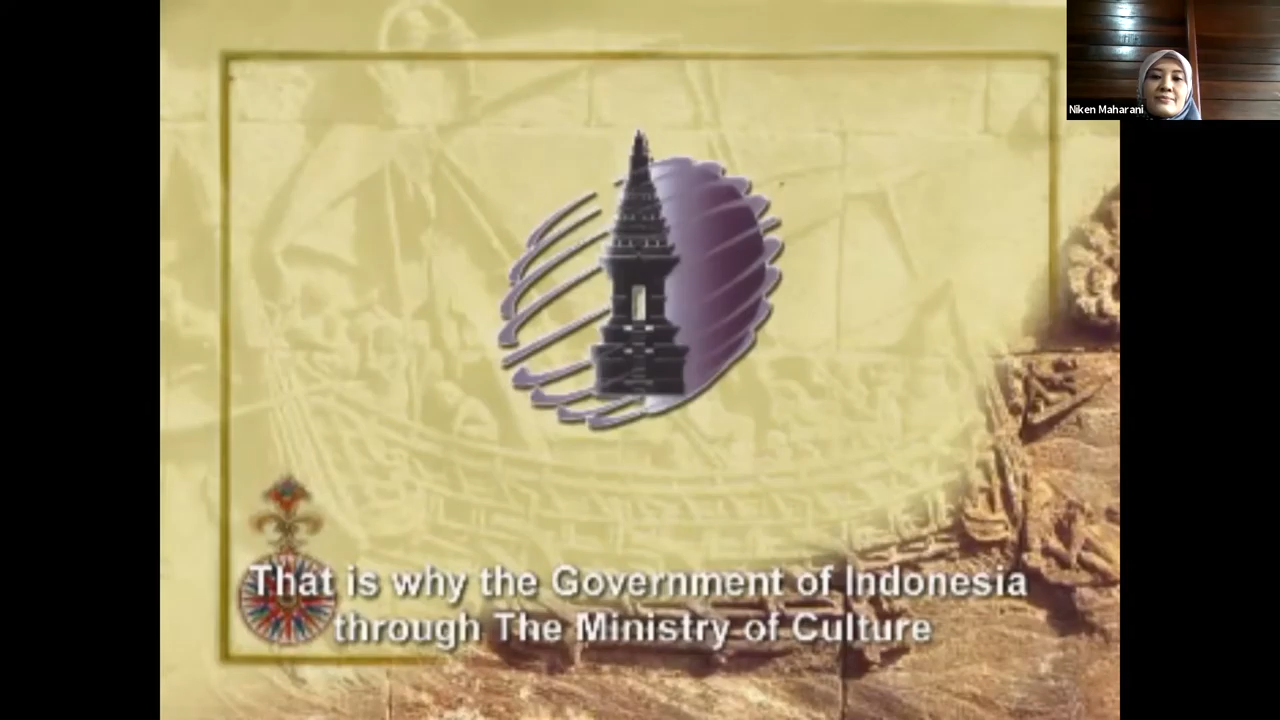 Niken Maharani
That is why the Government of Indonesia
through The Ministry of Culture